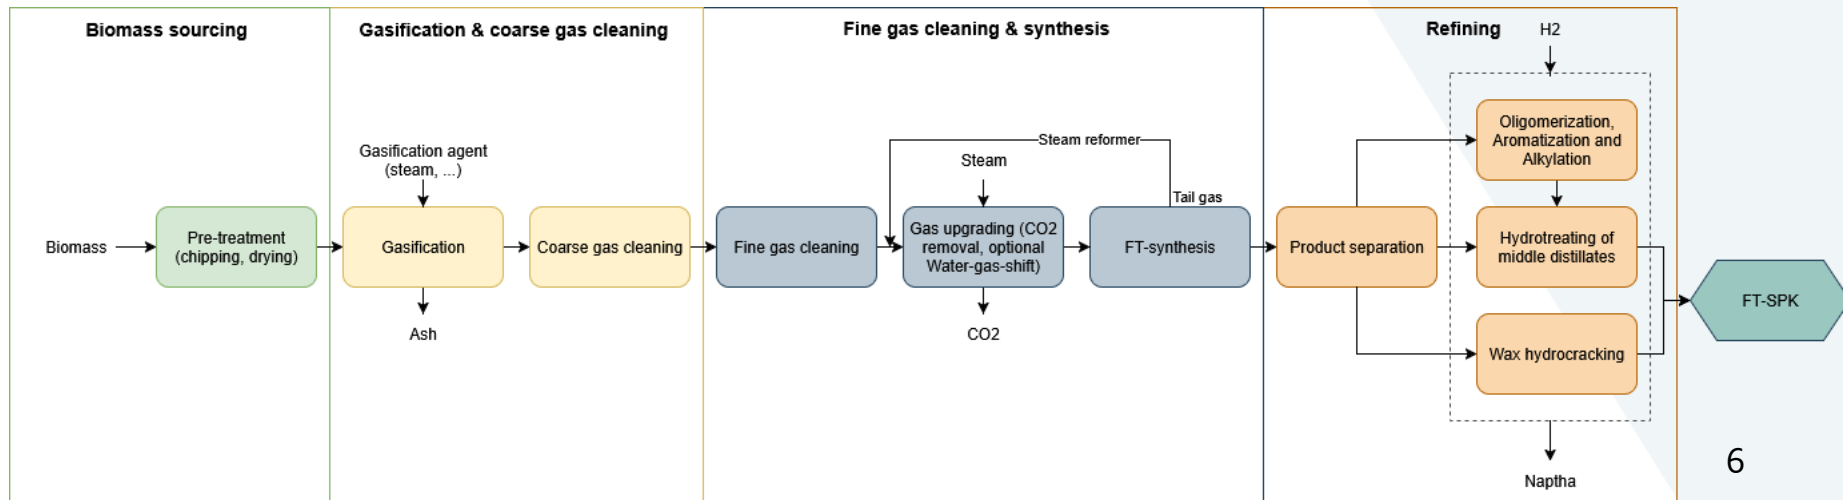 Biomass sourcing
Gasification & coarse gas cleaning
Fine gas cleaning & synthesis
Refining
H2
Biomass
Pre-treatment
(chipping, drying)
Gasification agent
(steam, ...)
Gasification
Ash
Coarse gas cleaning
Fine gas cleaning
Steam reformer
Steam
Gas upgrading (CO2
removal, optional
Water-gas-shift)
CO2
Tail gas
FT-synthesis
Product separation
Oligomerization,
Aromatization and
Alkylation
Hydrotreating of
middle distillates
Wax hydrocracking
Naptha
FT-SPK
6